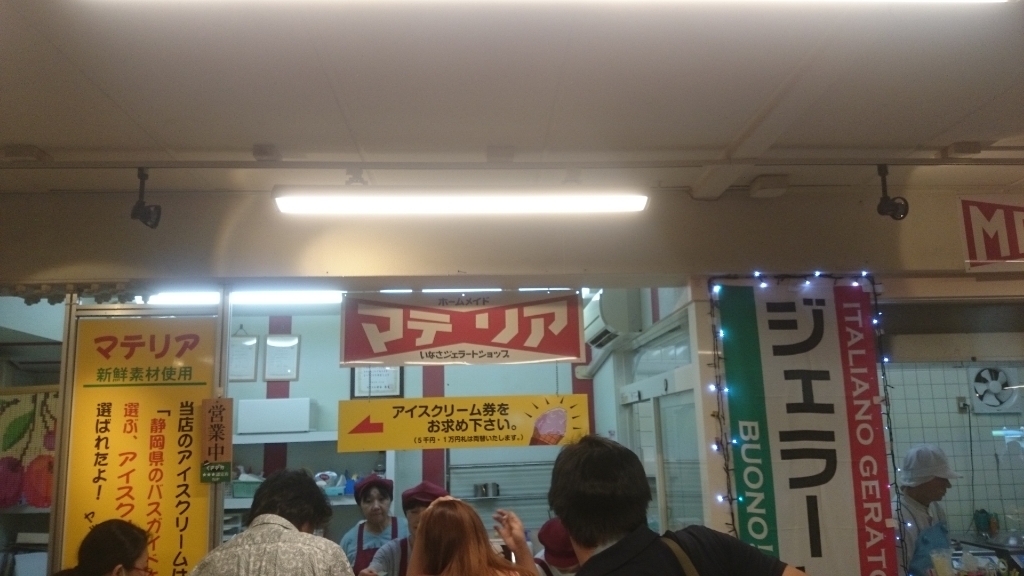 マテリア
新鮮素材使用
当店のアイスクリームは
「静岡県のバスガイド
選ぶ、アイスク
選ばれたよ！
営業中
ホームメイド
マテリア
いなさジェラートショップ
アイスクリーム券を
お求め下さい。
(5千円・1万円札は両替いたします。)
BUONO!
ジェラー
ITALIANO GERATO